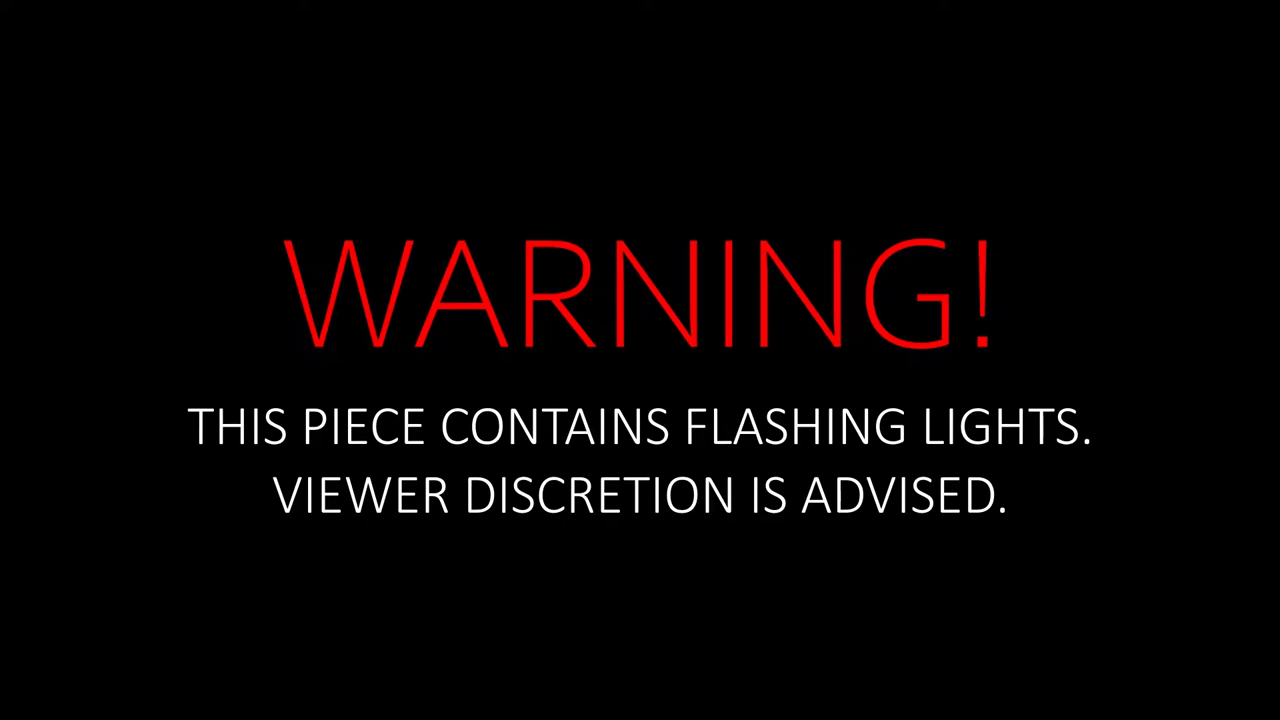 WARNING!
THIS PIECE CONTAINS FLASHING LIGHTS.
VIEWER DISCRETION IS ADVISED.